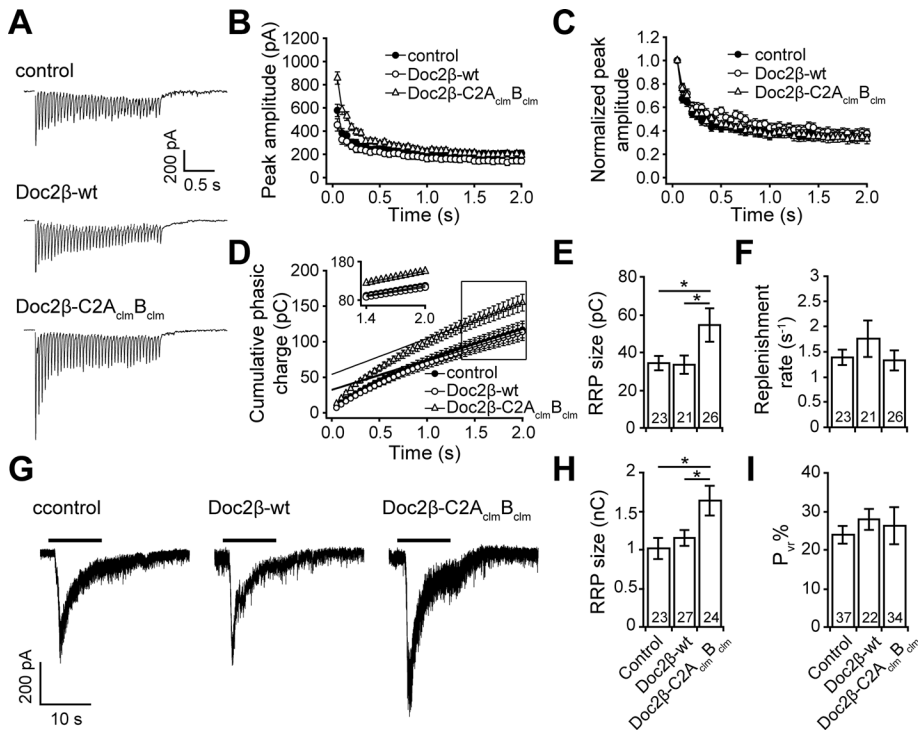 A
control
200 pA
0.5 s
Doc2β-wt
Doc2β-C2AclmBclm
B
Peak amplitude (pA)
1200
1000
800
600
400
200
0
control
Doc2β-wt
Doc2β-C2AclmBclm
0.0 0.5 1.0 1.5 2.0
Time (s)
C
Normalized peak
amplitude
1.2
1.0
0.8
0.6
0.4
0.2
0.0
control
Doc2β-wt
Doc2β-C2AclmBclm
0.0 0.5 1.0 1.5 2.0
Time (s)
D
Cumulative phasic
charge (pC)
200
150
100
50
0
180
80
1.4 2.0
control
Doc2β-wt
Doc2β-C2AclmBclm
0.0 0.5 1.0 1.5 2.0
Time (s)
E
RRP size (pC)
80
60
40
20
0
* 
*
23 21 26
F
Replenishment
rate (s⁻¹)
3
2.5
2
1.5
1
0.5
0
23 21 26
G
ccontrol
Doc2β-wt
Doc2β-C2AclmBclm
200 pA
10 s
H
RRP size (nC)
2
1.5
1
0.5
0
*
*
23 27 24
Control
Doc2β-wt
Doc2β-C2AclmBclm
I
Pvr%
40
30
20
10
0
37 22 34
Control
Doc2β-wt
Doc2β-C2AclmBclm